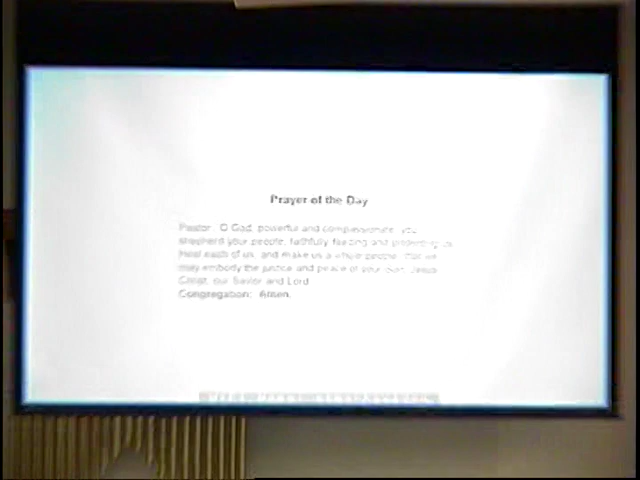 Prayer of the Day
Pastor: O God, powerful and compassionate, you
shepherd your people, faithfully feeding and protecting us.
Heal each of us, and make us a whole people, that we
may embody the justice and peace of your Son, Jesus
Christ, our Savior and Lord.
Congregation: Amen.